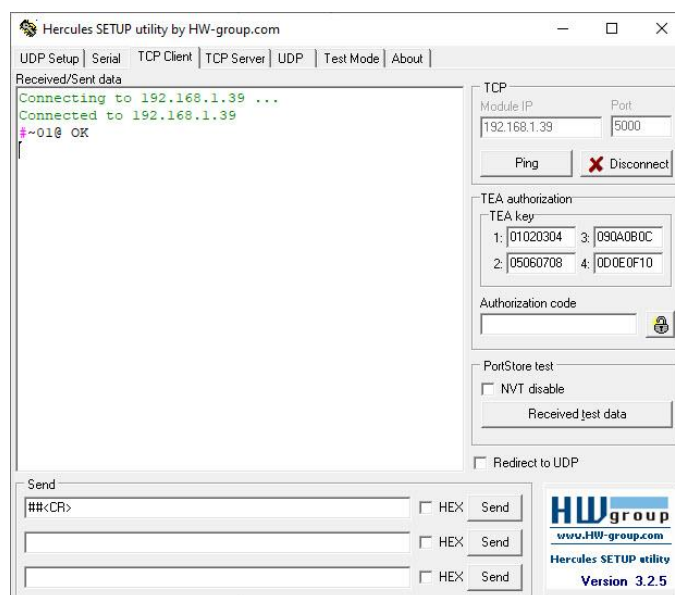 Hercules SETUP utility by HW-group.com
UDP Setup Serial TCP Client TCP Server UDP Test Mode About
Received/Sent data
Connecting to 192.168.1.39 ...
Connected to 192.168.1.39
#~01@ OK
TCP
Module IP Port
192.168.1.39 5000
Ping Disconnect
TEA authorization
TEA key
1: 01020304 3: 090A0B0C
2: 05060708 4: 0D0E0F10
Authorization code
PortStore test
NVT disable
Received test data
Redirect to UDP
Send
##<CR> HEX Send
HEX Send
HEX Send
HW group
www.HW-group.com
Hercules SETUP utility
Version 3.2.5